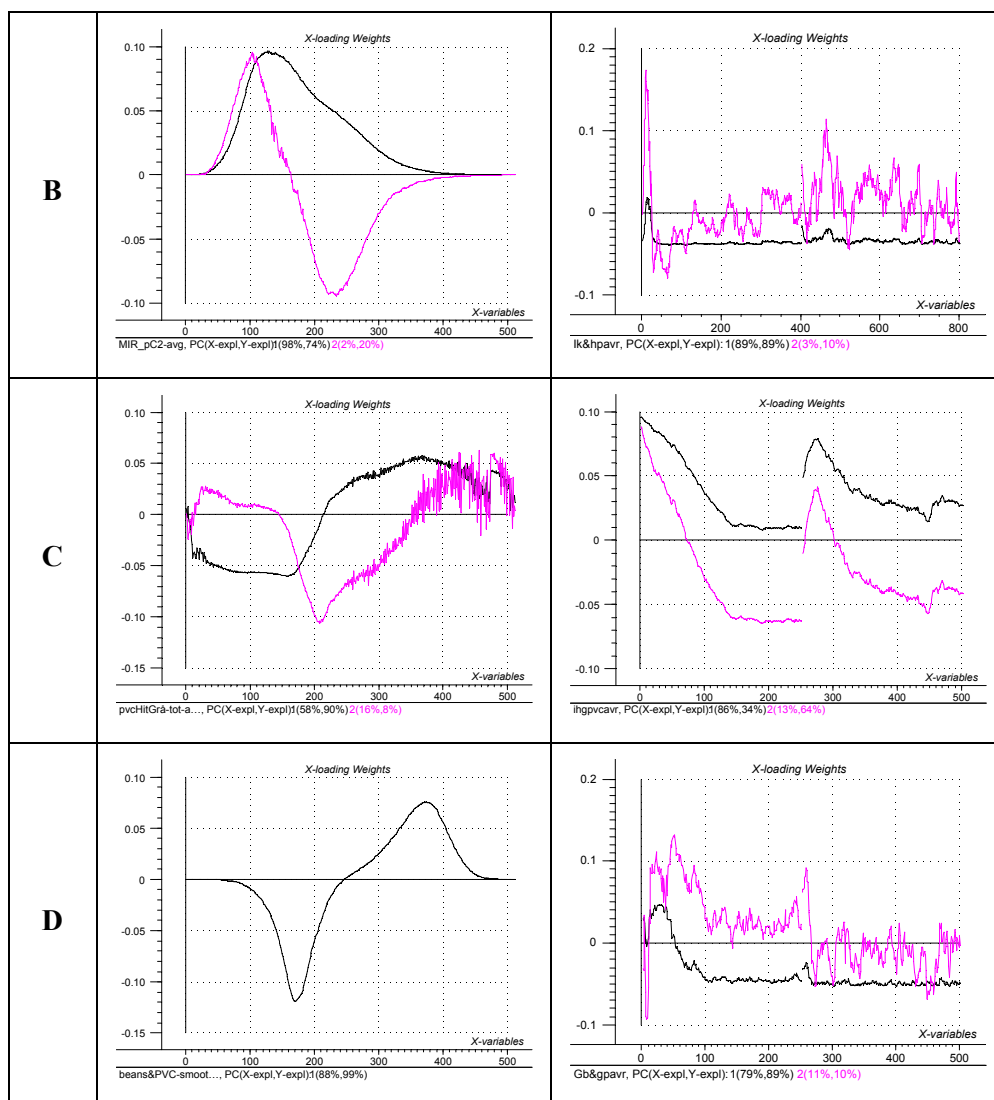 B
X-loading Weights
0.10
0.05
0
-0.05
-0.10
X-variables
0 100 200 300 400 500
MIR_pC2-avg, PC(X-expl,Y-expl):1(98%,74%) 2(2%,20%)
X-loading Weights
0.2
0.1
0
-0.1
X-variables
0 200 400 600 800
lk&hpavr, PC(X-expl,Y-expl): 1(89%,89%) 2(3%,10%)
C
X-loading Weights
0.10
0.05
0
-0.05
-0.10
-0.15
X-variables
0 100 200 300 400 500
pvcHitGrà-tot-a…, PC(X-expl,Y-expl):1(58%,90%) 2(16%,8%)
X-loading Weights
0.10
0.05
0
-0.05
-0.10
X-variables
0 100 200 300 400 500
ihgpvcavr, PC(X-expl,Y-expl):1(86%,34%) 2(13%,64%)
D
X-loading Weights
0.10
0.05
0
-0.05
-0.10
-0.15
X-variables
0 100 200 300 400 500
beans&PVC-smoot…, PC(X-expl,Y-expl):1(88%,99%)
X-loading Weights
0.2
0.1
0
-0.1
X-variables
0 100 200 300 400 500
Gb&gpavr, PC(X-expl,Y-expl): 1(79%,89%) 2(11%,10%)